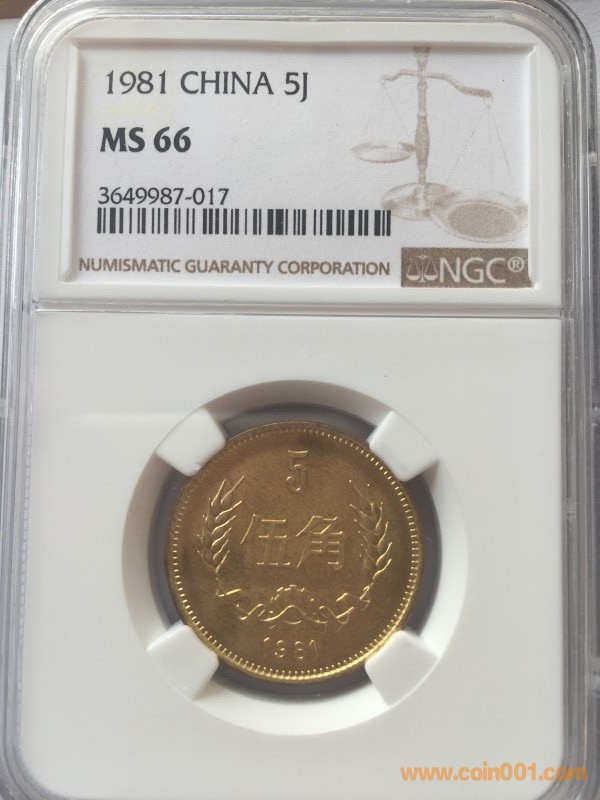 1981 CHINA 5J
MS 66
3649987-017
NUMISMATIC GUARANTY CORPORATION
NGC®
5
伍角
1981
www.coin001.com